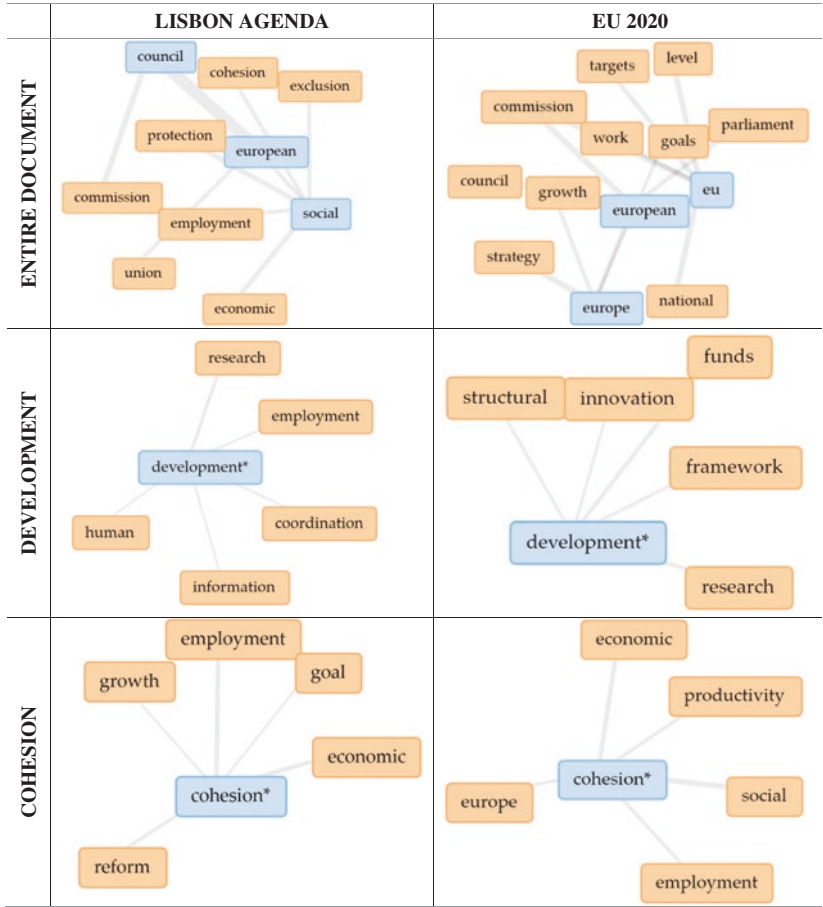 LISBON AGENDA
EU 2020
ENTIRE DOCUMENT
council
cohesion
exclusion
protection
european
commission
employment
social
union
economic
targets
level
commission
work
goals
parliament
council
growth
european
eu
strategy
europe
national
DEVELOPMENT
research
employment
development*
human
coordination
information
funds
structural
innovation
framework
development*
research
COHESION
employment
growth
goal
economic
cohesion*
reform
economic
productivity
cohesion*
europe
social
employment